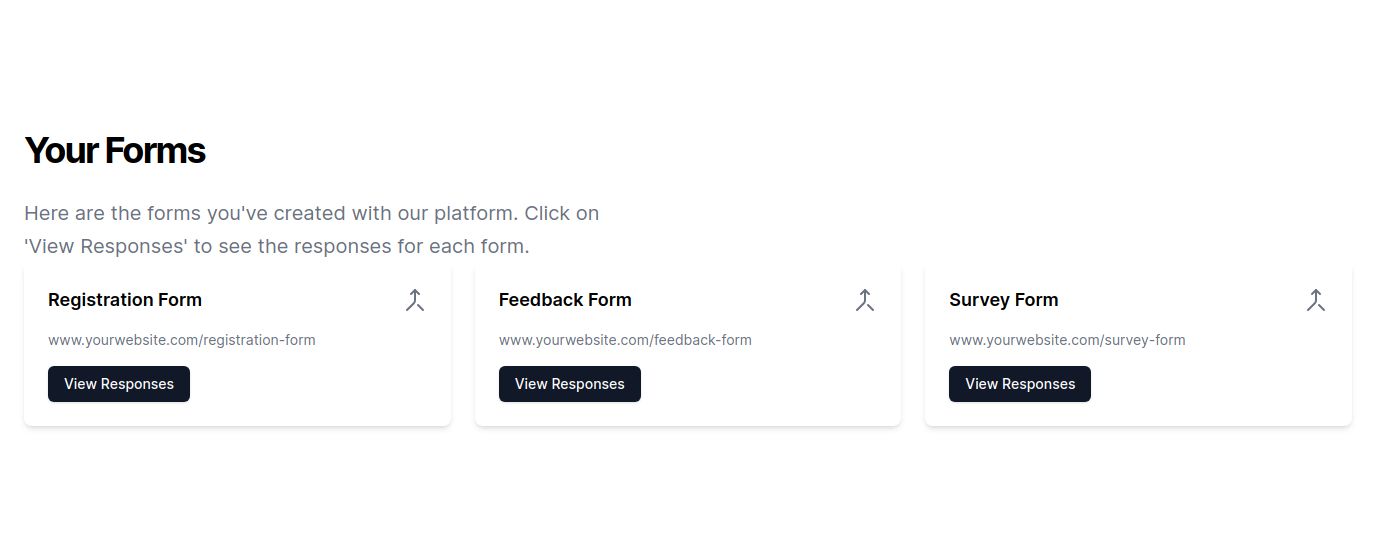 Your Forms
Here are the forms you've created with our platform. Click on
'View Responses' to see the responses for each form.
Registration Form
www.yourwebsite.com/registration-form
View Responses
Feedback Form
www.yourwebsite.com/feedback-form
View Responses
Survey Form
www.yourwebsite.com/survey-form
View Responses